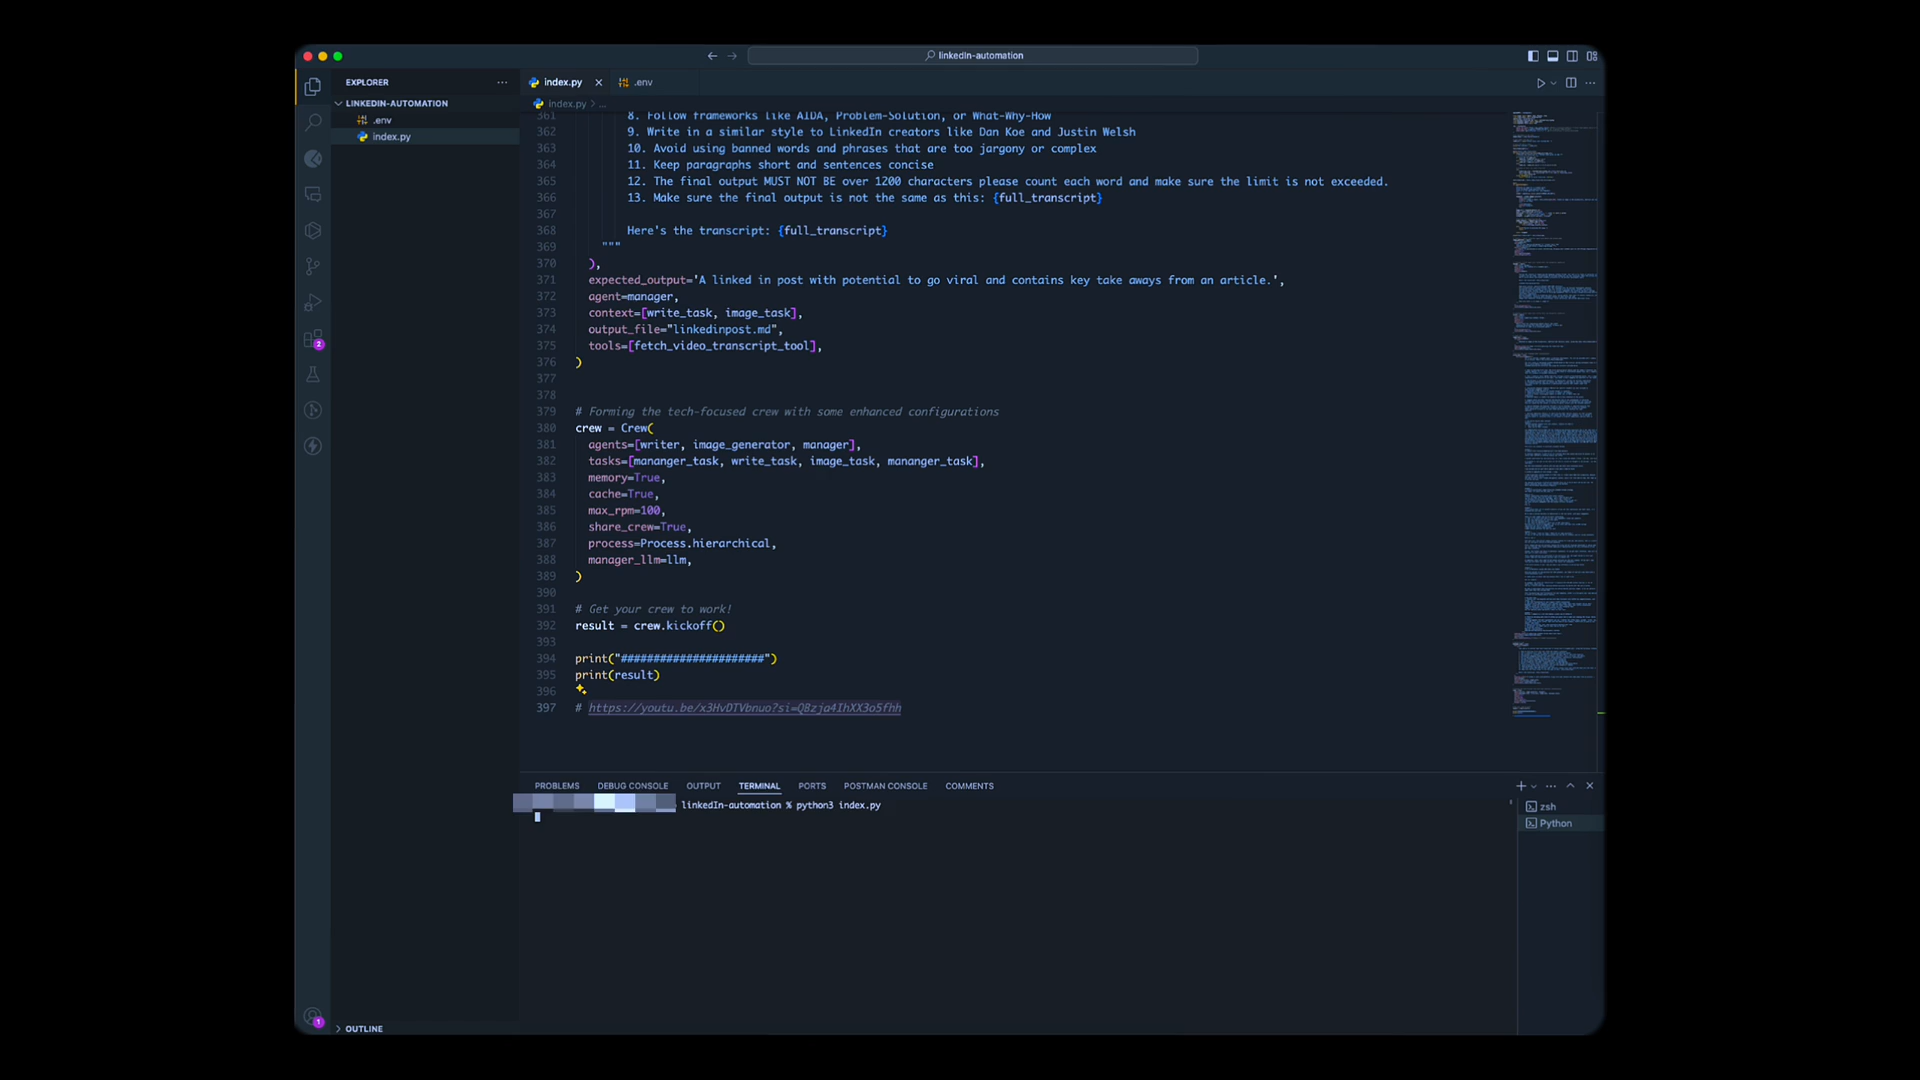 linkedIn-automation
EXPLORER
LINKEDIN-AUTOMATION
.env
index.py
index.py
.env
index.py > ...
361 8. Follow frameworks like AIDA, Problem-Solution, or What-Why-How
362 9. Write in a similar style to LinkedIn creators like Dan Koe and Justin Welsh
363 10. Avoid using banned words and phrases that are too jargony or complex
364 11. Keep paragraphs short and sentences concise
365 12. The final output MUST NOT BE over 1200 characters please count each word and make sure the limit is not exceeded.
366 13. Make sure the final output is not the same as this: {full_transcript}
367
368 Here's the transcript: {full_transcript}
369 """
370 ),
371 expected_output='A linked in post with potential to go viral and contains key take aways from an article.',
372 agent=manager,
373 context=[write_task, image_task],
374 output_file="linkedinpost.md",
375 tools=[fetch_video_transcript_tool],
376 )
377
378
379 # Forming the tech-focused crew with some enhanced configurations
380 crew = Crew(
381 agents=[writer, image_generator, manager],
382 tasks=[mananger_task, write_task, image_task, mananger_task],
383 memory=True,
384 cache=True,
385 max_rpm=100,
386 share_crew=True,
387 process=Process.hierarchical,
388 manager_llm=llm,
389 )
390
391 # Get your crew to work!
392 result = crew.kickoff()
393
394 print("######################")
395 print(result)
396
397 # https://youtu.be/x3HvDTVbnuo?si=Q8zja4IhXX3o5fhh
PROBLEMS DEBUG CONSOLE OUTPUT TERMINAL PORTS POSTMAN CONSOLE COMMENTS
linkedIn-automation % python3 index.py
zsh
Python
2
1
OUTLINE